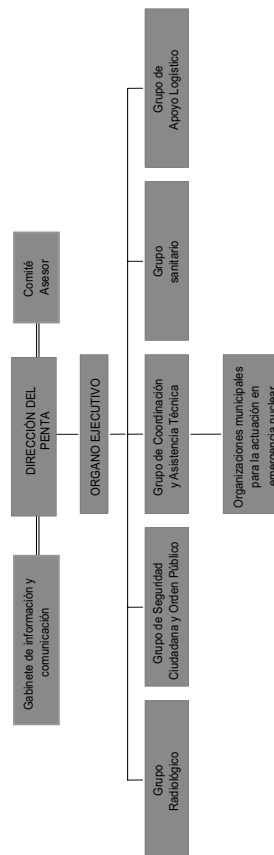 Gabinete de información y
comunicación
DIRECCIÓN DEL
PENTA
Comité
Asesor
ORGANO EJECUTIVO
Grupo
Radiológico
Grupo de Seguridad
Ciudadana y Orden Público
Grupo de Coordinación
y Asistencia Técnica
Grupo
sanitario
Grupo de
Apoyo Logístico
Organizaciones municipales
para la actuación en
emergencia nuclear